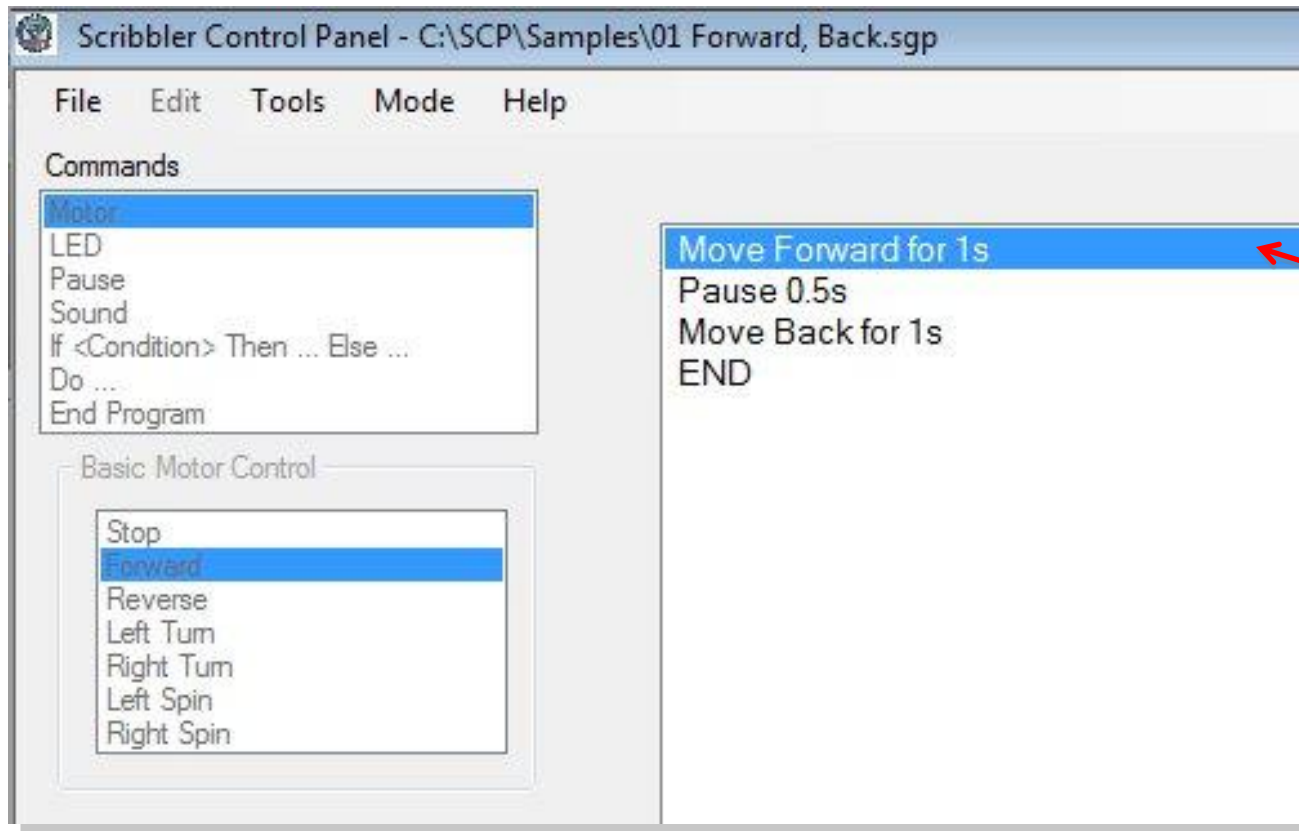 Scribbler Control Panel - C:\SCP\Samples\01 Forward, Back.sgp
File Edit Tools Mode Help
Commands
Motor
LED
Pause
Sound
If <Condition> Then ... Else ...
Do ...
End Program
Basic Motor Control
Stop
Forward
Reverse
Left Turn
Right Turn
Left Spin
Right Spin
Move Forward for 1s
Pause 0.5s
Move Back for 1s
END